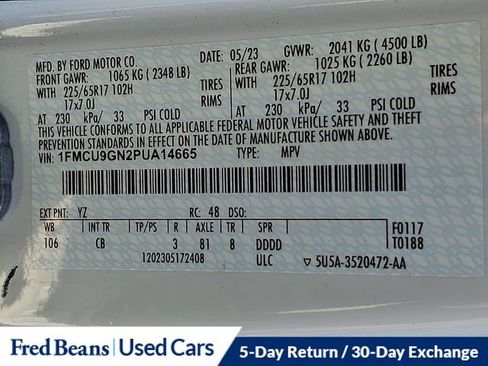 MFD. BY FORD MOTOR CO. DATE: 05/23 GVWR: 2041 KG ( 4500 LB)
FRONT GAWR: 1065 KG ( 2348 LB) REAR GAWR: 1025 KG ( 2260 LB)
WITH 225/65R17 102H TIRES WITH 225/65R17 102H TIRES
17x7.0J RIMS 17x7.0J RIMS
AT 230 kPa/ 33 PSI COLD AT 230 kPa/ 33 PSI COLD
THIS VEHICLE CONFORMS TO ALL APPLICABLE FEDERAL MOTOR VEHICLE SAFETY AND THEFT
PREVENTION STANDARDS IN EFFECT ON THE DATE OF MANUFACTURE SHOWN ABOVE.
VIN: 1FMCU9GN2PUA14665 TYPE: MPV
EXT PNT: YZ RC: 48 DSO:
WB INT TR TP/PS R AXLE TR SPR F0117
106 CB 3 81 8 DDDD T0188
1202305172408 ULC 5U5A-3520472-AA
Fred Beans Used Cars 5-Day Return / 30-Day Exchange